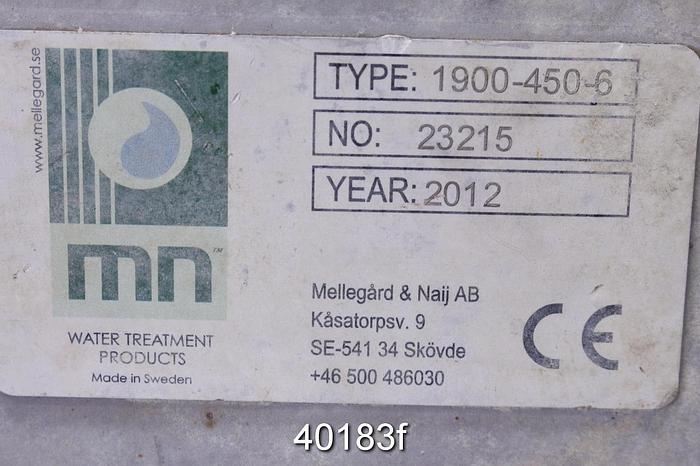 www.mellegard.se
mn™
WATER TREATMENT
PRODUCTS
Made in Sweden
TYPE: 1900-450-6
NO: 23215
YEAR: 2012
Mellegård & Naij AB
Kåsatorpsv. 9
SE-541 34 Skövde
+46 500 486030
CE
40183f